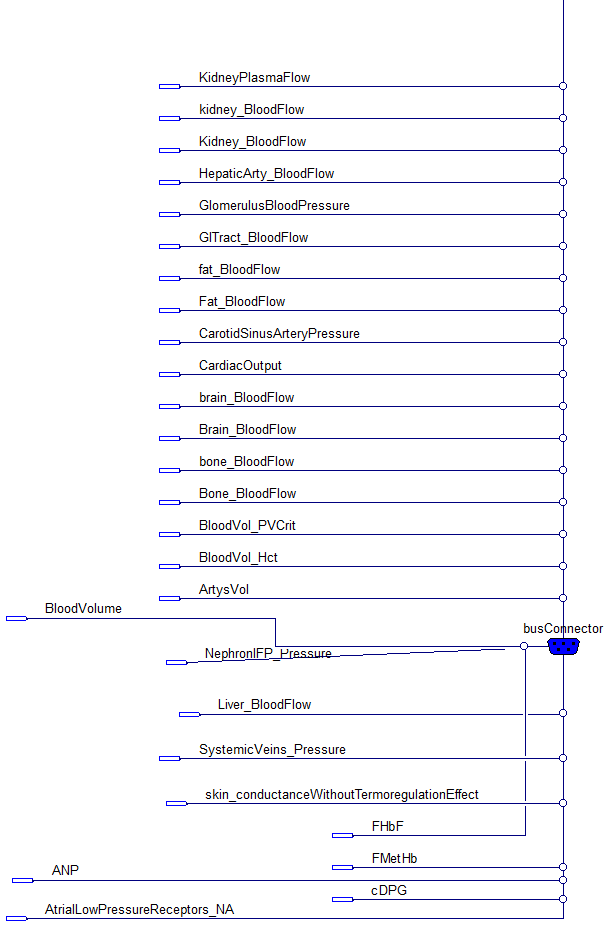 KidneyPlasmaFlow
kidney_BloodFlow
Kidney_BloodFlow
HepaticArty_BloodFlow
GlomerulusBloodPressure
GITract_BloodFlow
fat_BloodFlow
Fat_BloodFlow
CarotidSinusArteryPressure
CardiacOutput
brain_BloodFlow
Brain_BloodFlow
bone_BloodFlow
Bone_BloodFlow
BloodVol_PVCrit
BloodVol_Hct
ArtysVol
BloodVolume
busConnector
NephronIFP_Pressure
Liver_BloodFlow
SystemicVeins_Pressure
skin_conductanceWithoutTermoregulationEffect
FHbF
FMetHb
ANP
cDPG
AtrialLowPressureReceptors_NA